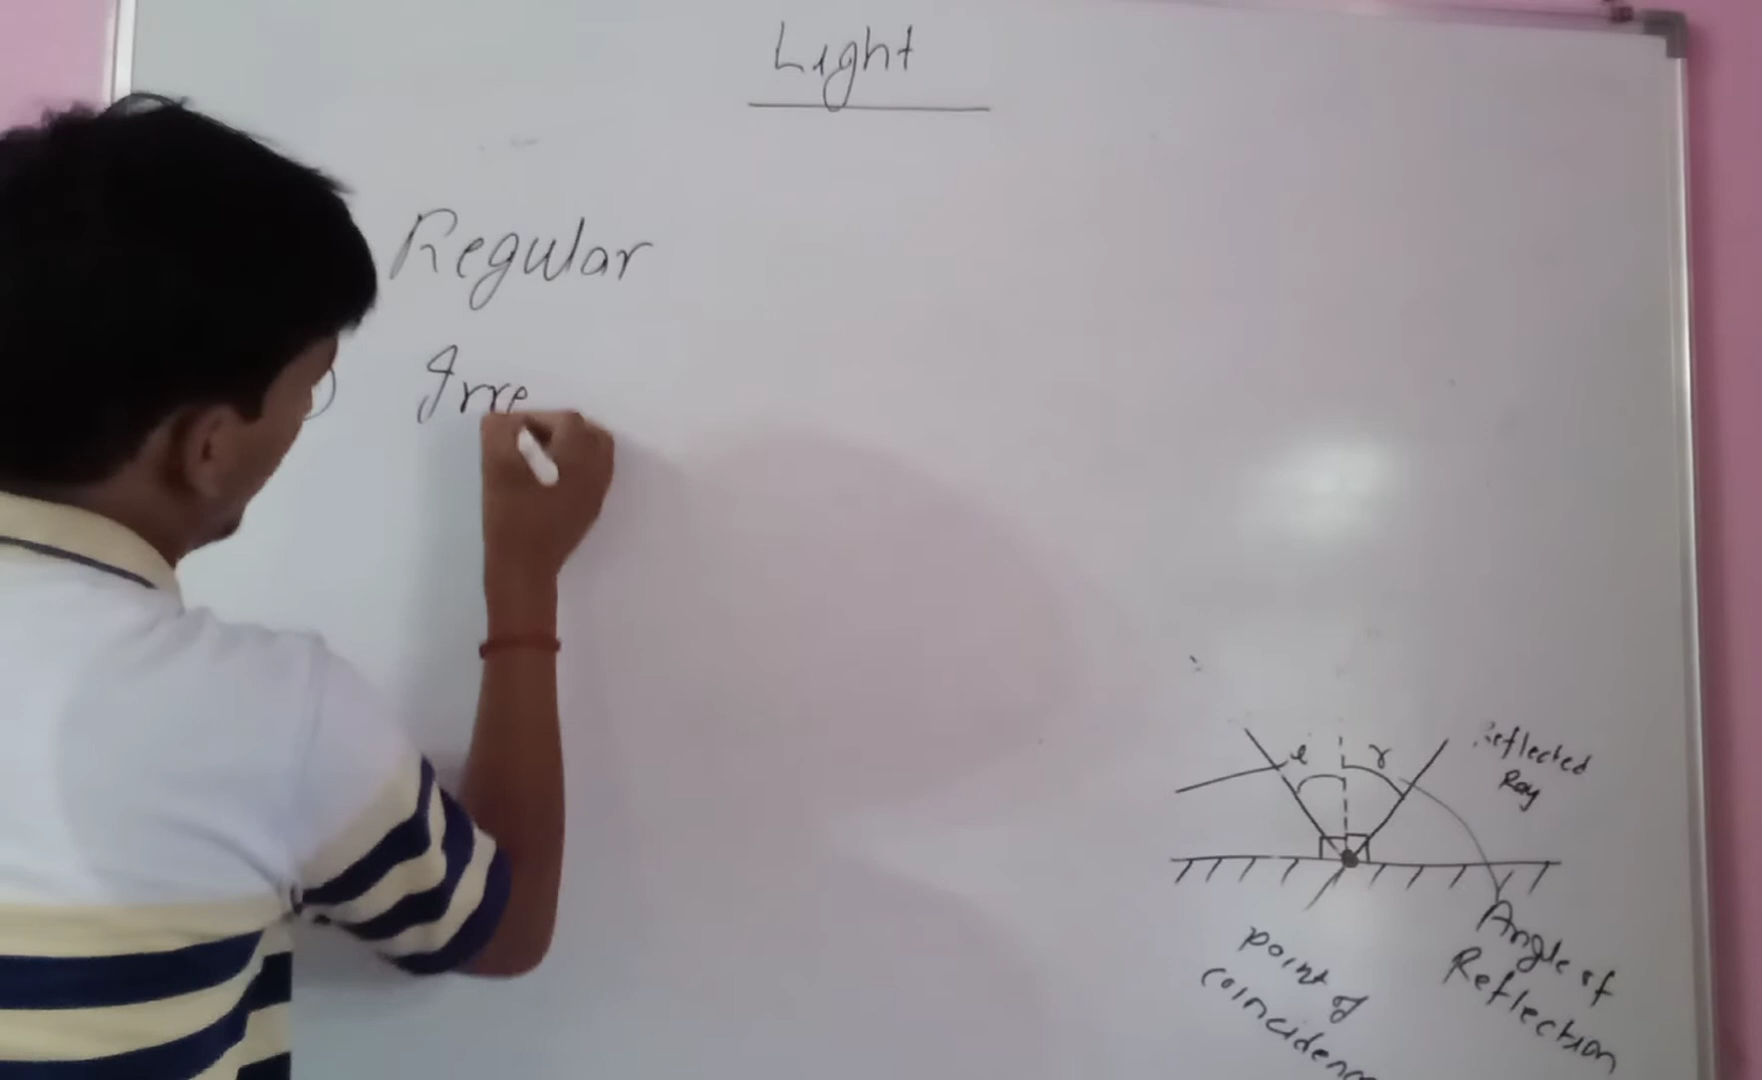 Light
Regular
Irre
i r
Reflected
Ray
Angle of
Reflection
point of
coincidenc